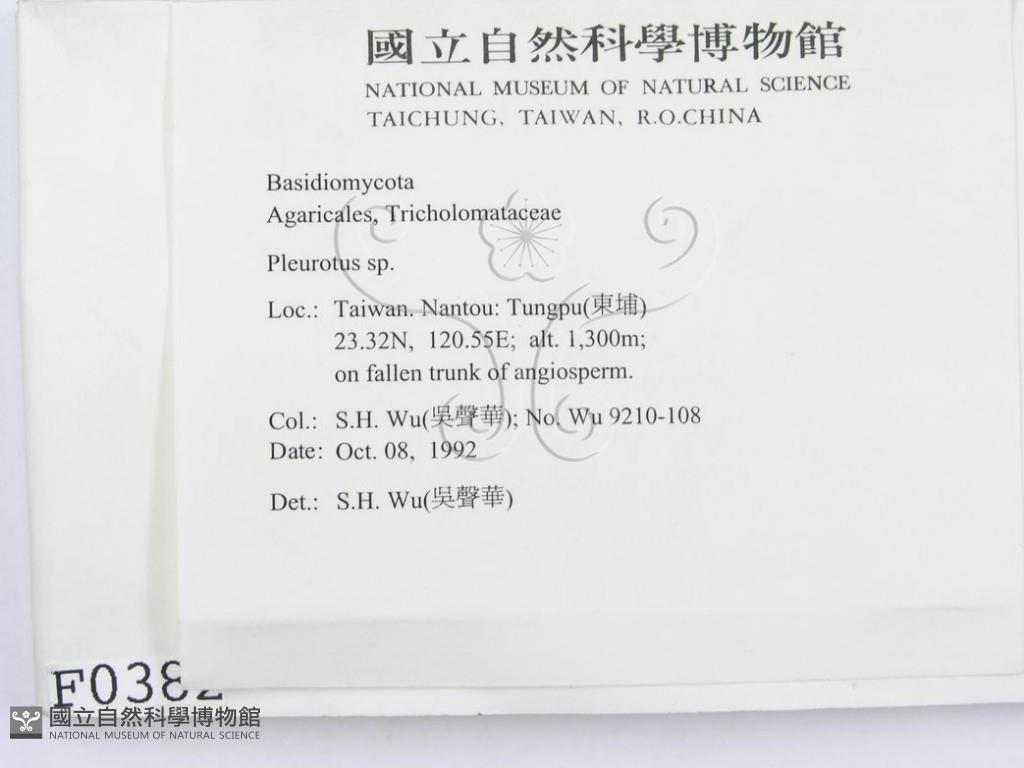 國立自然科學博物館
NATIONAL MUSEUM OF NATURAL SCIENCE
TAICHUNG, TAIWAN, R.O.CHINA
Basidiomycota
Agaricales, Tricholomataceae
Pleurotus sp.
Loc.: Taiwan. Nantou: Tungpu(東埔)
23.32N, 120.55E; alt. 1,300m;
on fallen trunk of angiosperm.
Col.: S.H. Wu(吳聲華); No. Wu 9210-108
Date: Oct. 08, 1992
Det.: S.H. Wu(吳聲華)
國立自然科學博物館
NATIONAL MUSEUM OF NATURAL SCIENCE